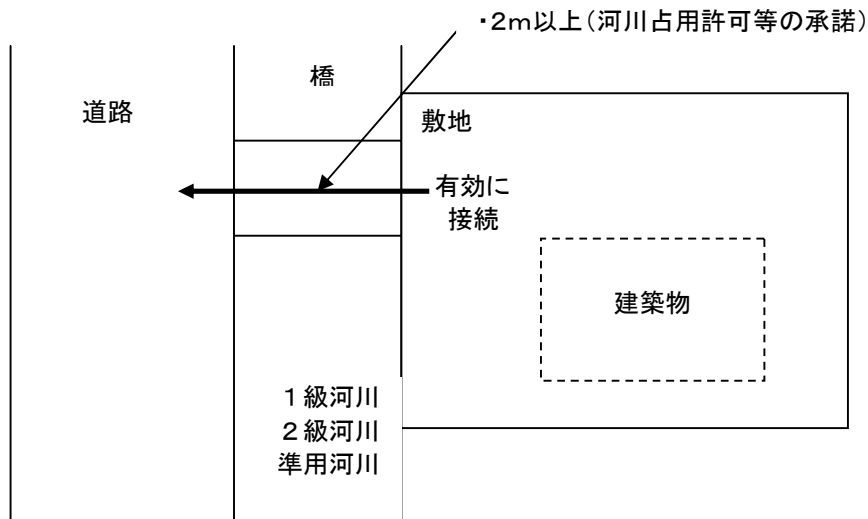 ・2m以上（河川占用許可等の承諾）
橋
道路
敷地
有効に
接続
建築物
１級河川
２級河川
準用河川